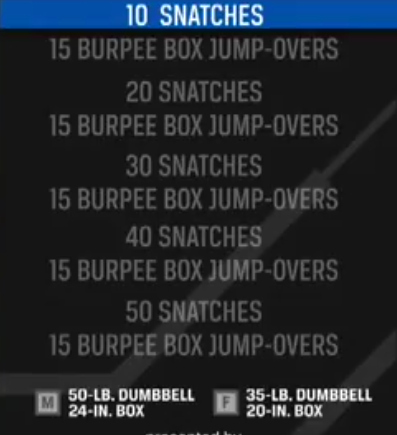 10 SNATCHES
15 BURPEE BOX JUMP-OVERS
20 SNATCHES
15 BURPEE BOX JUMP-OVERS
30 SNATCHES
15 BURPEE BOX JUMP-OVERS
40 SNATCHES
15 BURPEE BOX JUMP-OVERS
50 SNATCHES
15 BURPEE BOX JUMP-OVERS
M 50-LB. DUMBBELL F 35-LB. DUMBBELL
24-IN. BOX 20-IN. BOX
presented by